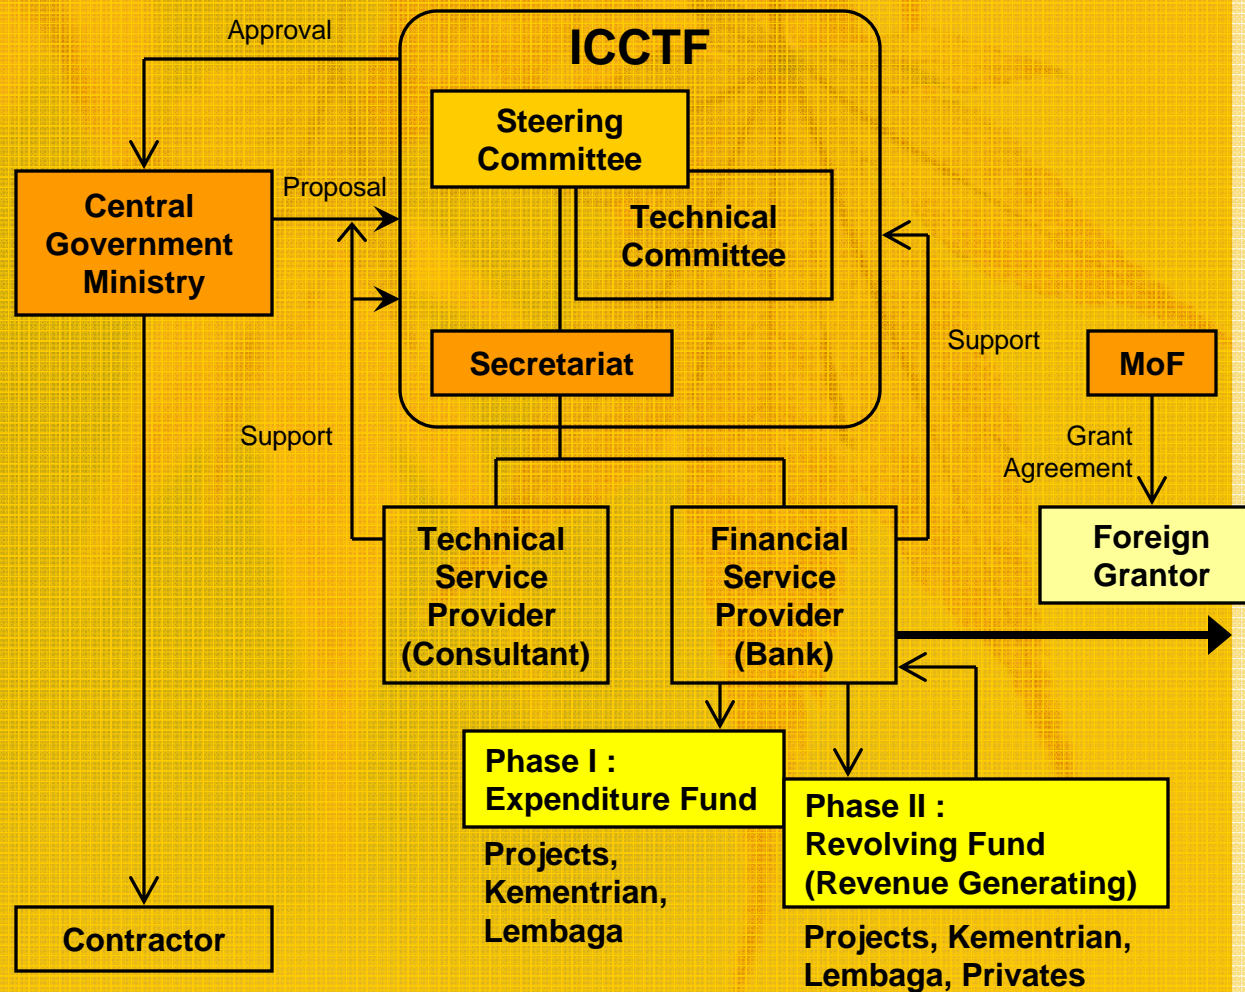 Approval
ICCTF
Steering
Committee
Central
Government
Ministry
Proposal
Technical
Committee
Secretariat
Support
MoF
Support
Grant
Agreement
Technical
Service
Provider
(Consultant)
Financial
Service
Provider
(Bank)
Foreign
Grantor
Phase I :
Expenditure Fund
Projects,
Kementrian,
Lembaga
Phase II :
Revolving Fund
(Revenue Generating)
Projects, Kementrian,
Lembaga, Privates
Contractor